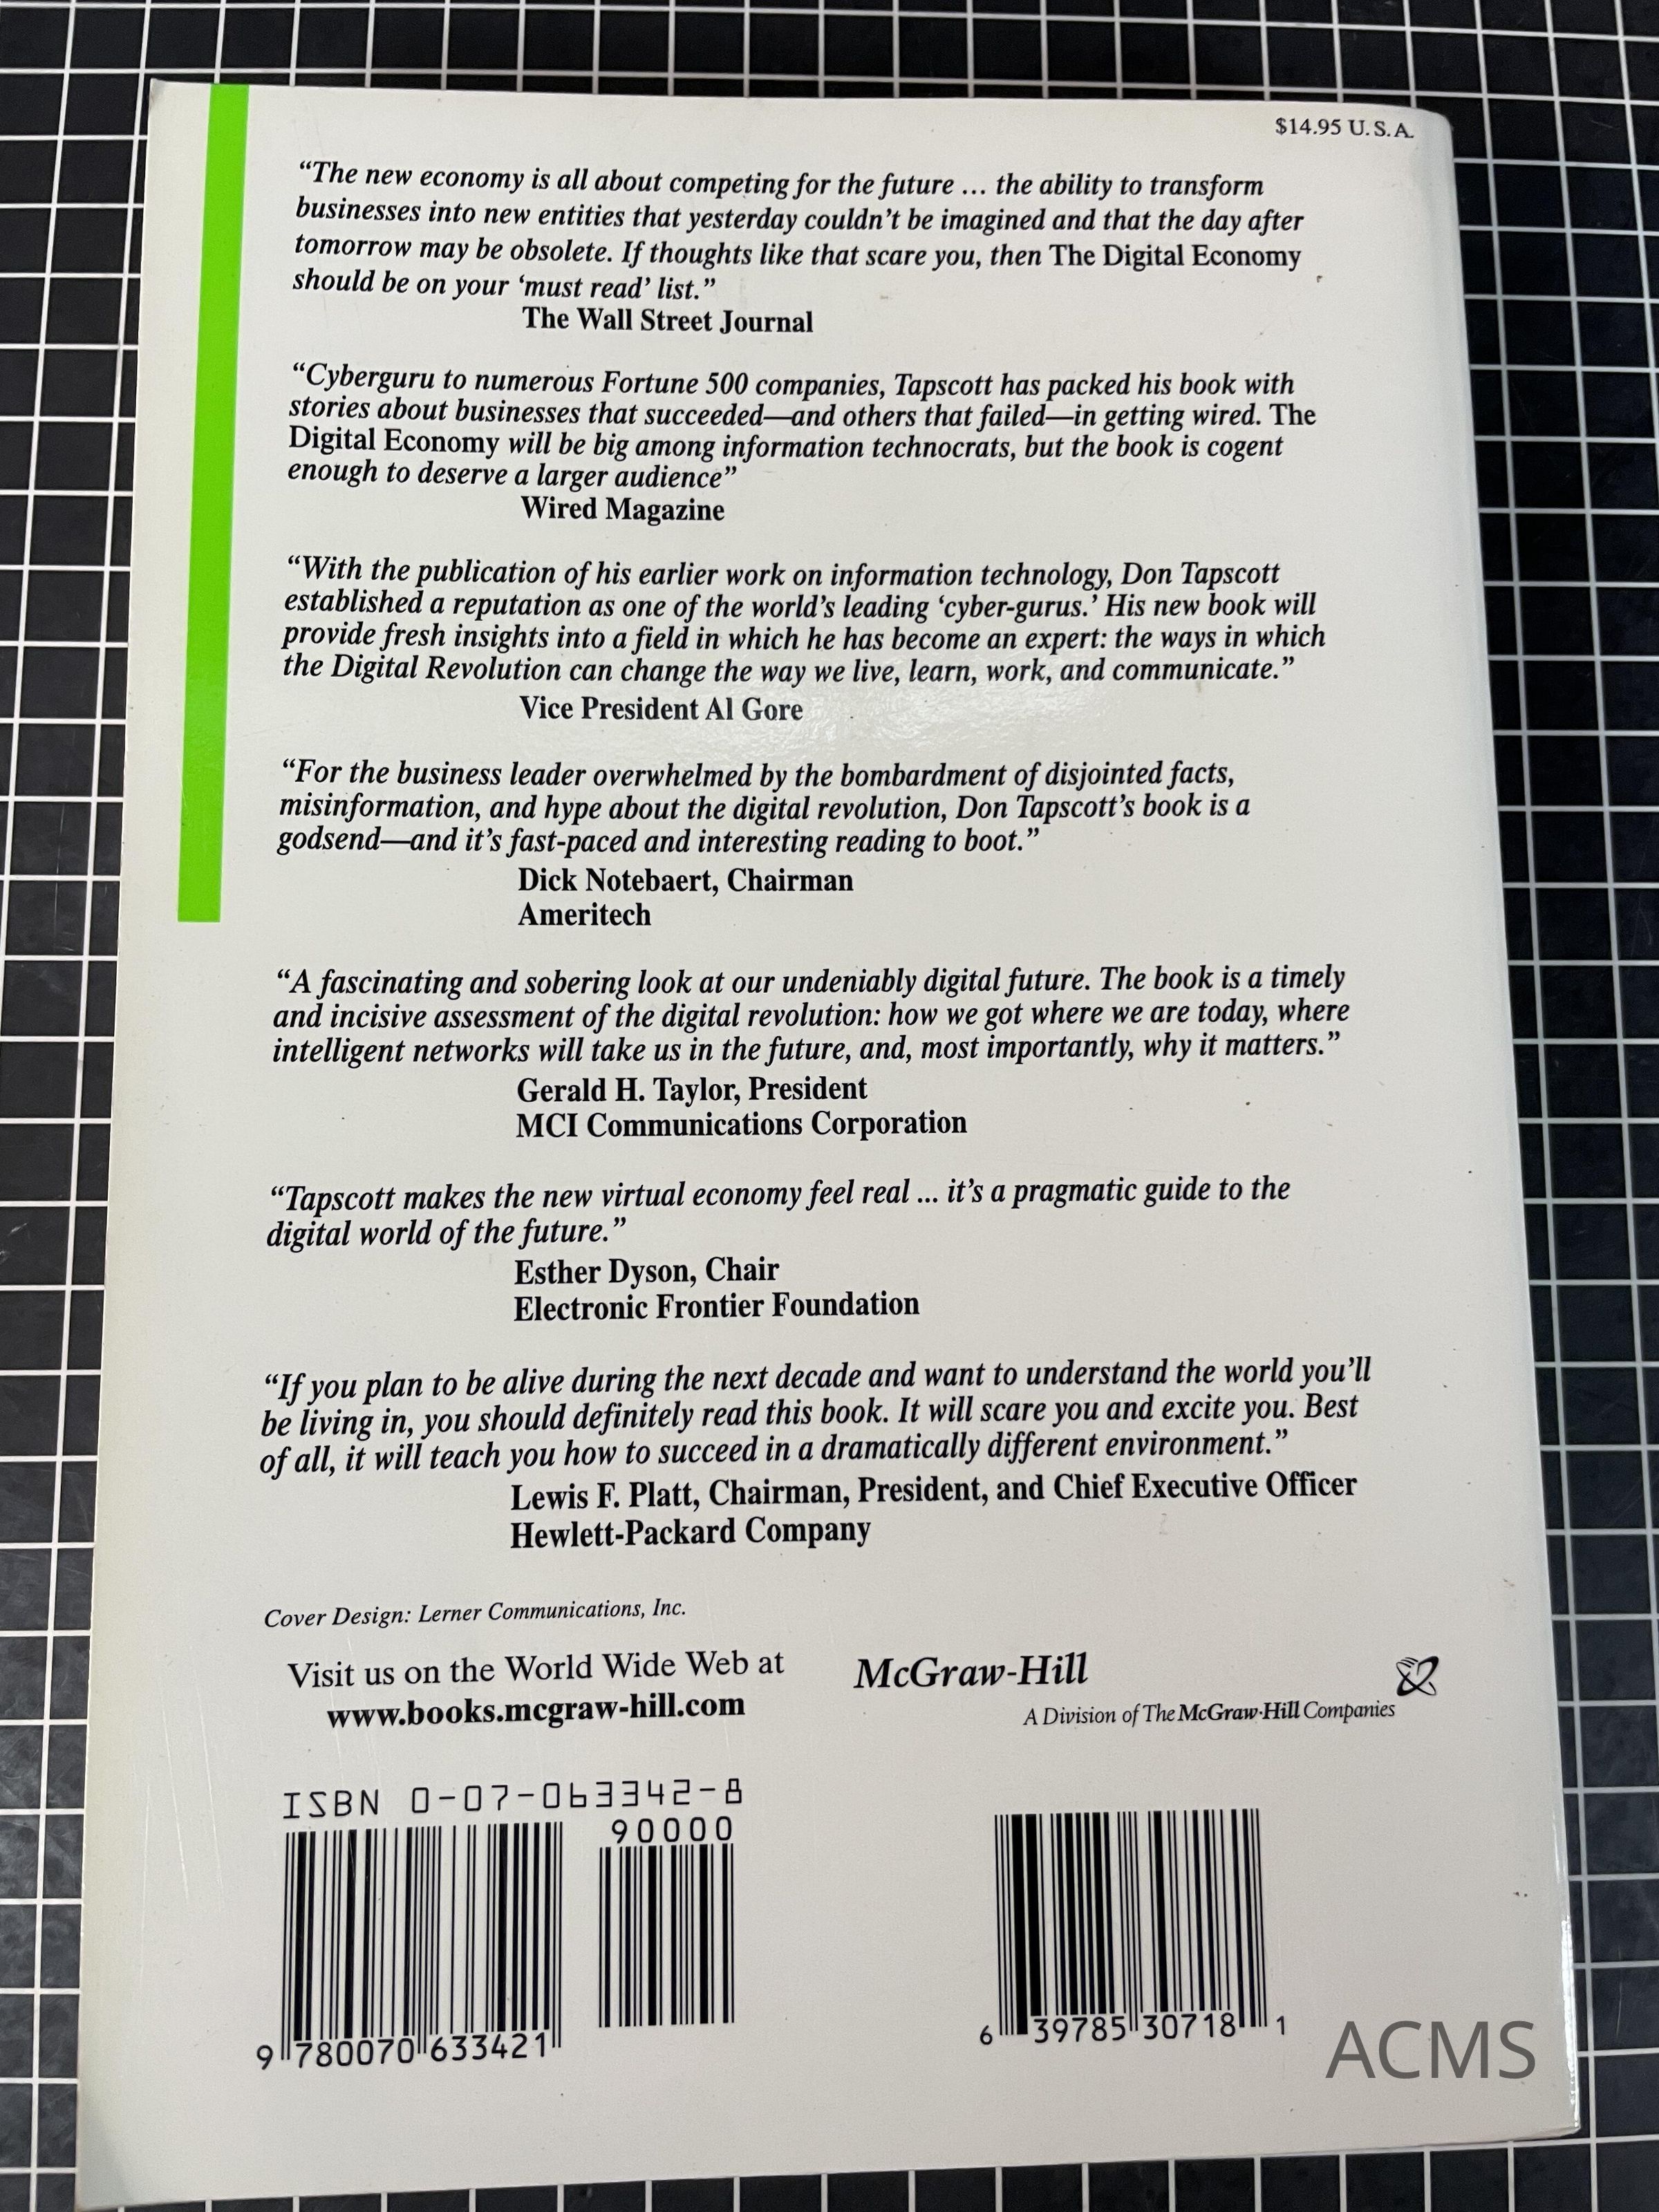 $14.95 U.S.A.
“The new economy is all about competing for the future ... the ability to transform
businesses into new entities that yesterday couldn’t be imagined and that the day after
tomorrow may be obsolete. If thoughts like that scare you, then The Digital Economy
should be on your ‘must read’ list.”
The Wall Street Journal
“Cyberguru to numerous Fortune 500 companies, Tapscott has packed his book with
stories about businesses that succeeded—and others that failed—in getting wired. The
Digital Economy will be big among information technocrats, but the book is cogent
enough to deserve a larger audience”
Wired Magazine
“With the publication of his earlier work on information technology, Don Tapscott
established a reputation as one of the world’s leading ‘cyber-gurus.’ His new book will
provide fresh insights into a field in which he has become an expert: the ways in which
the Digital Revolution can change the way we live, learn, work, and communicate.”
Vice President Al Gore
“For the business leader overwhelmed by the bombardment of disjointed facts,
misinformation, and hype about the digital revolution, Don Tapscott’s book is a
godsend—and it’s fast-paced and interesting reading to boot.”
Dick Notebaert, Chairman
Ameritech
“A fascinating and sobering look at our undeniably digital future. The book is a timely
and incisive assessment of the digital revolution: how we got where we are today, where
intelligent networks will take us in the future, and, most importantly, why it matters.”
Gerald H. Taylor, President
MCI Communications Corporation
“Tapscott makes the new virtual economy feel real ... it’s a pragmatic guide to the
digital world of the future.”
Esther Dyson, Chair
Electronic Frontier Foundation
“If you plan to be alive during the next decade and want to understand the world you’ll
be living in, you should definitely read this book. It will scare you and excite you. Best
of all, it will teach you how to succeed in a dramatically different environment.”
Lewis F. Platt, Chairman, President, and Chief Executive Officer
Hewlett-Packard Company
Cover Design: Lerner Communications, Inc.
Visit us on the World Wide Web at
www.books.mcgraw-hill.com
McGraw-Hill
A Division of The McGraw·Hill Companies
ISBN 0-07-063342-8
90000
9 780070 633421
6 39785 30718 1
ACMS